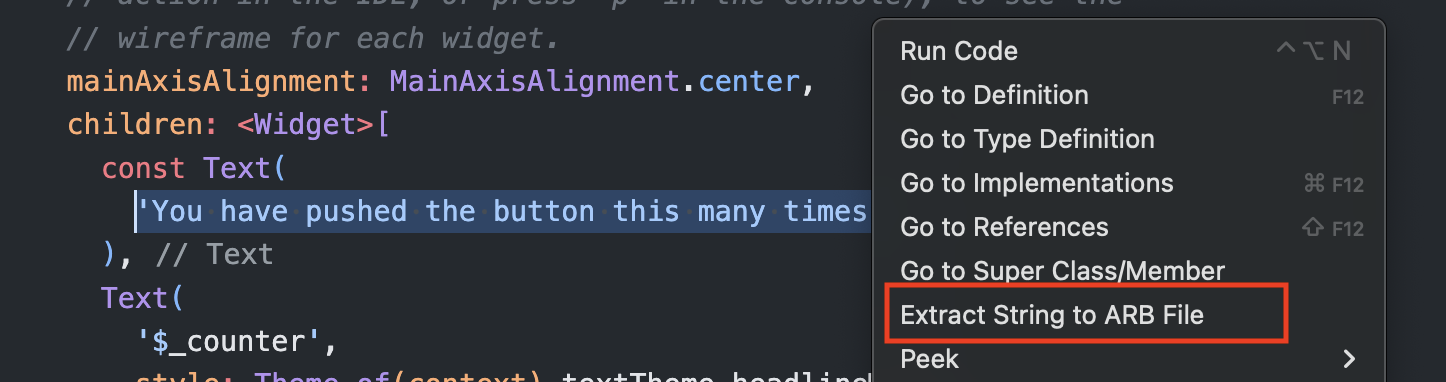 // action in the IDE, or press "p" in the console), to see the
// wireframe for each widget.
mainAxisAlignment: MainAxisAlignment.center,
children: <Widget>[
const Text(
'You have pushed the button this many times
), // Text
Text(
'$_counter',
style: Theme.of(context).textTheme.headline
Run Code ^⌥ N
Go to Definition F12
Go to Type Definition
Go to Implementations ⌘ F12
Go to References ⇧ F12
Go to Super Class/Member
Extract String to ARB File
Peek >